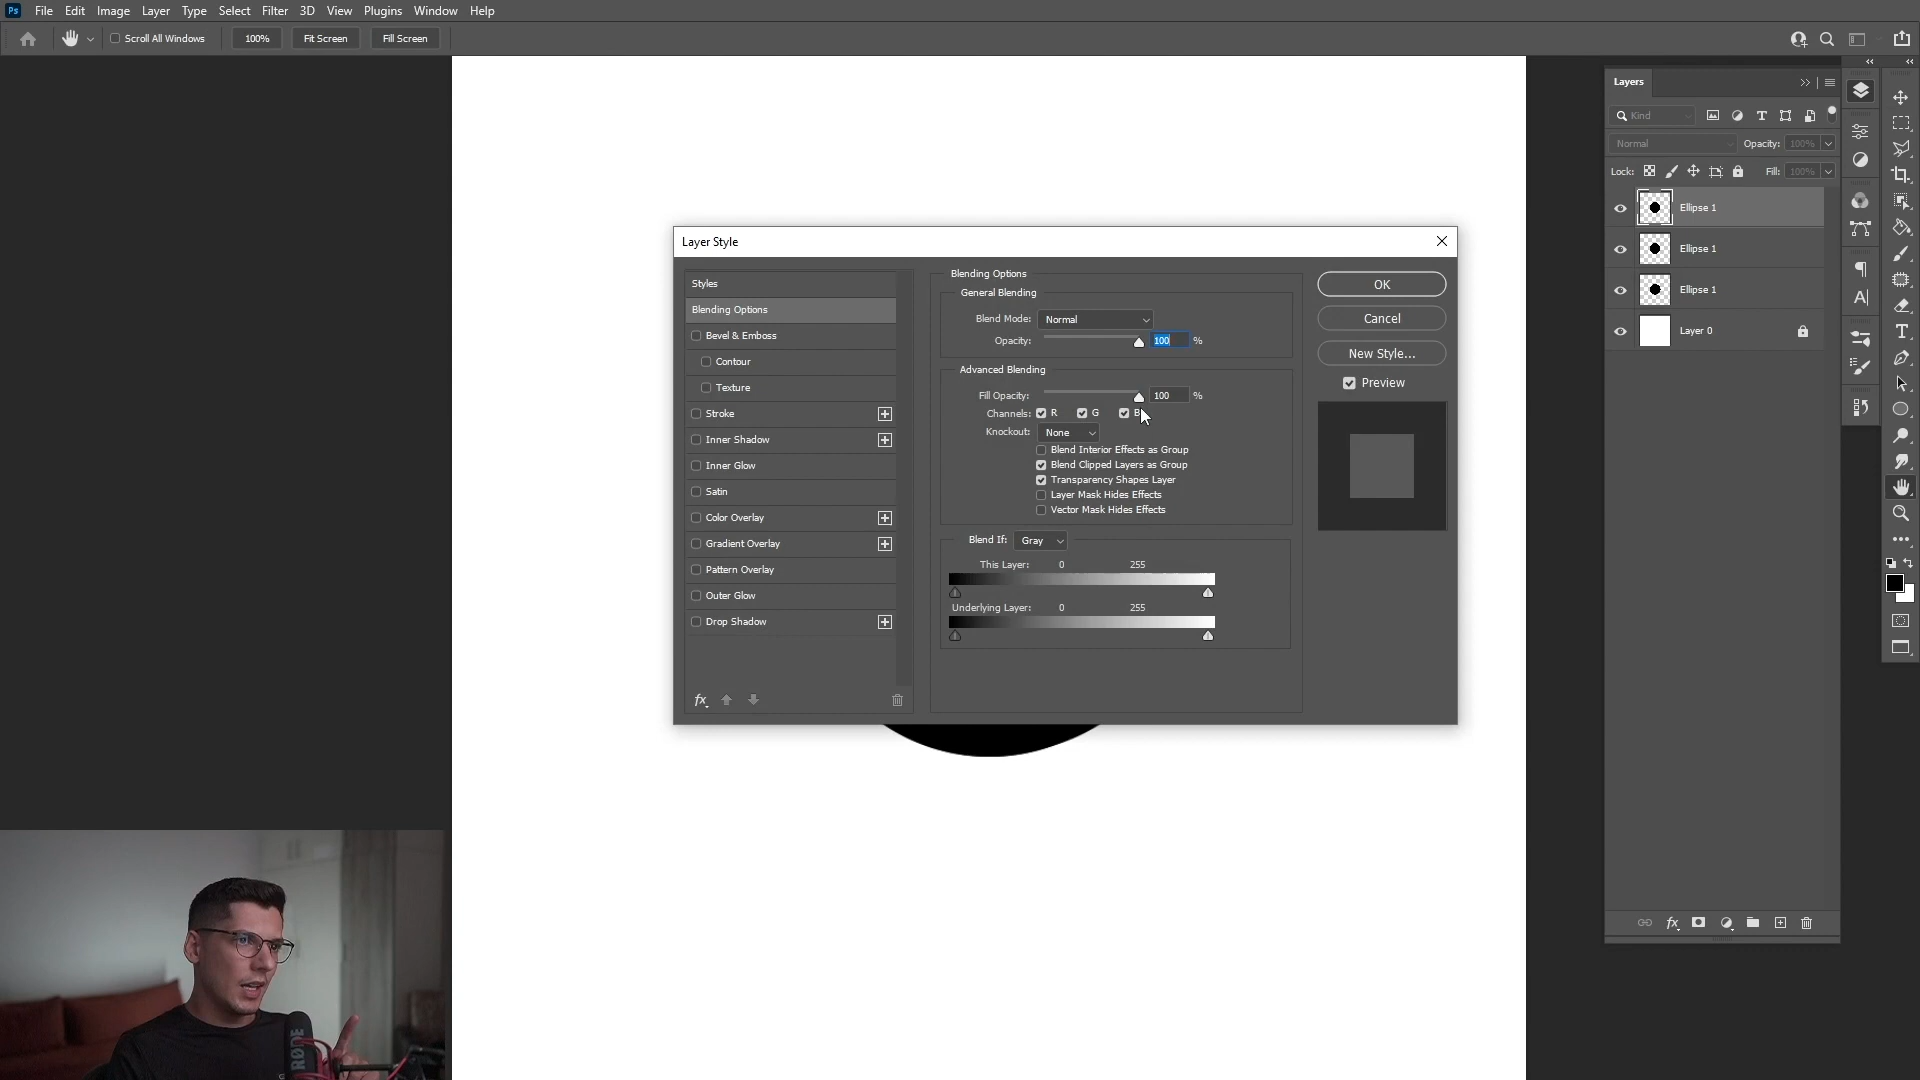 Ps File Edit Image Layer Type Select Filter 3D View Plugins Window Help
Scroll All Windows 100% Fit Screen Fill Screen
Layers
Kind
Normal Opacity: 100%
Lock: Fill: 100%
Ellipse 1
Ellipse 1
Ellipse 1
Layer 0
Layer Style
Styles
Blending Options
Bevel & Emboss
Contour
Texture
Stroke
Inner Shadow
Inner Glow
Satin
Color Overlay
Gradient Overlay
Pattern Overlay
Outer Glow
Drop Shadow
fx
Blending Options
General Blending
Blend Mode: Normal
Opacity: 100 %
Advanced Blending
Fill Opacity: 100 %
Channels: R G B
Knockout: None
Blend Interior Effects as Group
Blend Clipped Layers as Group
Transparency Shapes Layer
Layer Mask Hides Effects
Vector Mask Hides Effects
Blend If: Gray
This Layer: 0 255
Underlying Layer: 0 255
OK
Cancel
New Style...
Preview
fx
RØDE